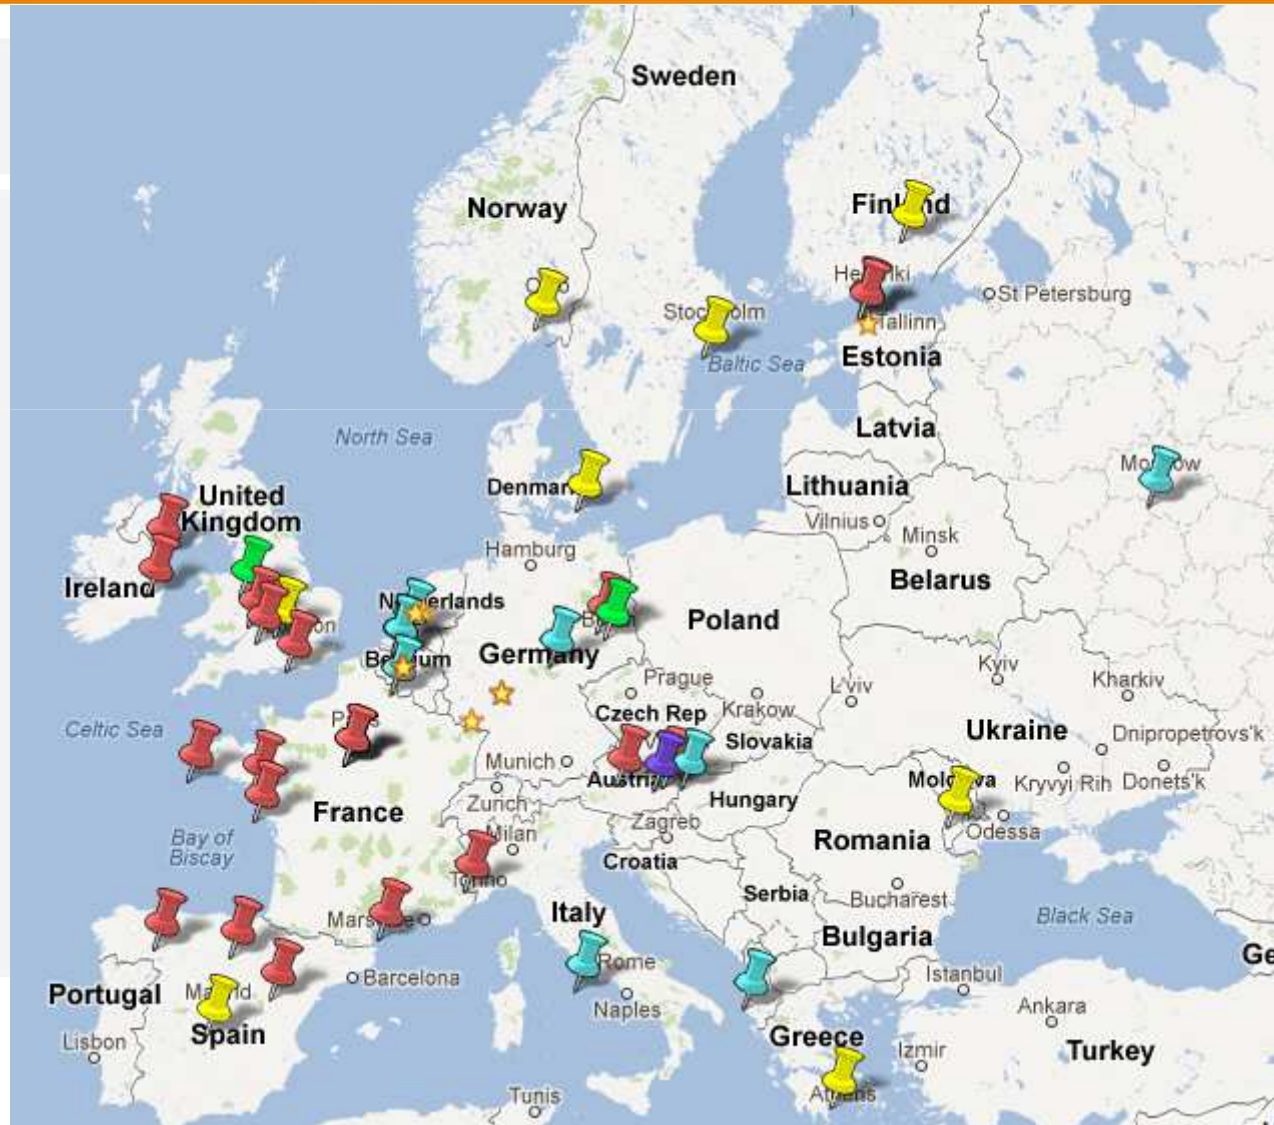 Sweden
Norway
St Petersburg
Tallinn
Baltic Sea
Estonia
North Sea
Latvia
United
Kingdom
Lithuania
Vilnius
Minsk
Hamburg
Ireland
Belarus
Poland
Germany
Prague
Kyiv
L'viv
Kharkiv
Celtic Sea
Czech Rep
Krakow
Slovakia
Ukraine
Dnipropetrovs'k
Munich
Austria
Kryvyi Rih
Donets'k
Zurich
Hungary
France
Milan
Zagreb
Odessa
Bay of
Biscay
Croatia
Romania
Serbia
Bucharest
Italy
Black Sea
Bulgaria
Rome
Barcelona
Istanbul
Portugal
Naples
Ankara
Spain
Lisbon
Greece
Izmir
Turkey
Tunis